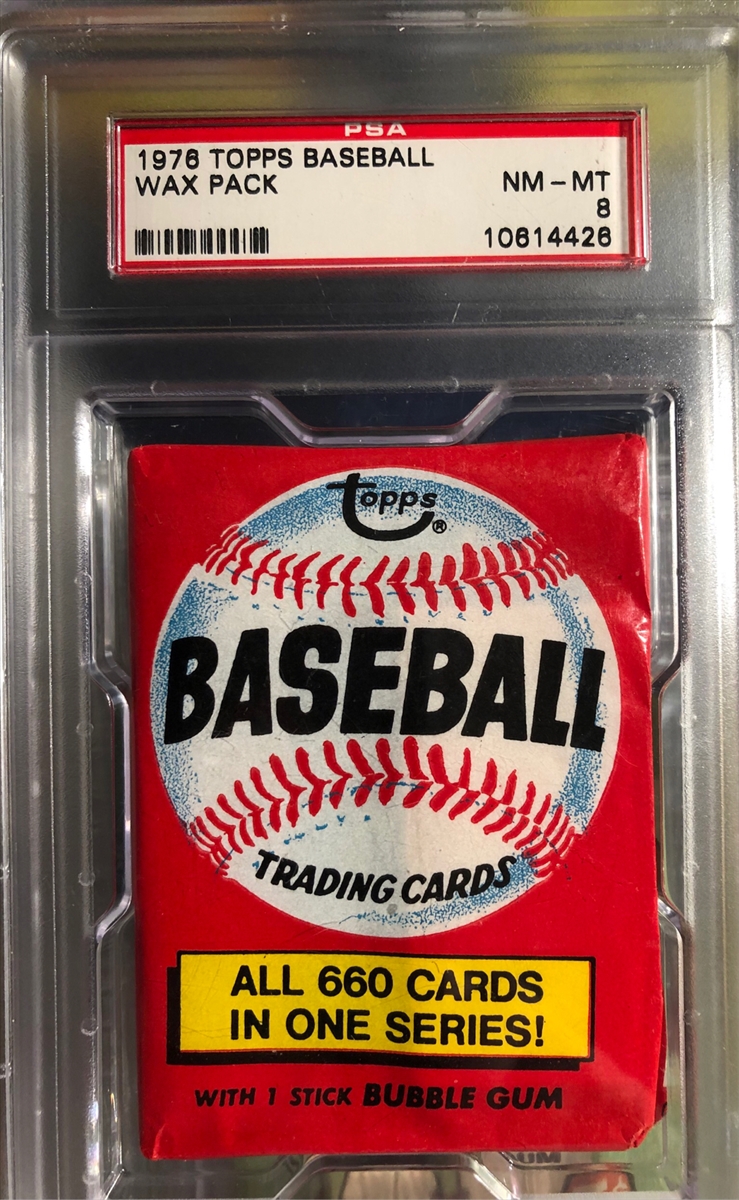 PSA
1976 TOPPS BASEBALL
WAX PACK
NM - MT
8
10614426
topps®
BASEBALL
TRADING CARDS
ALL 660 CARDS
IN ONE SERIES!
WITH 1 STICK BUBBLE GUM